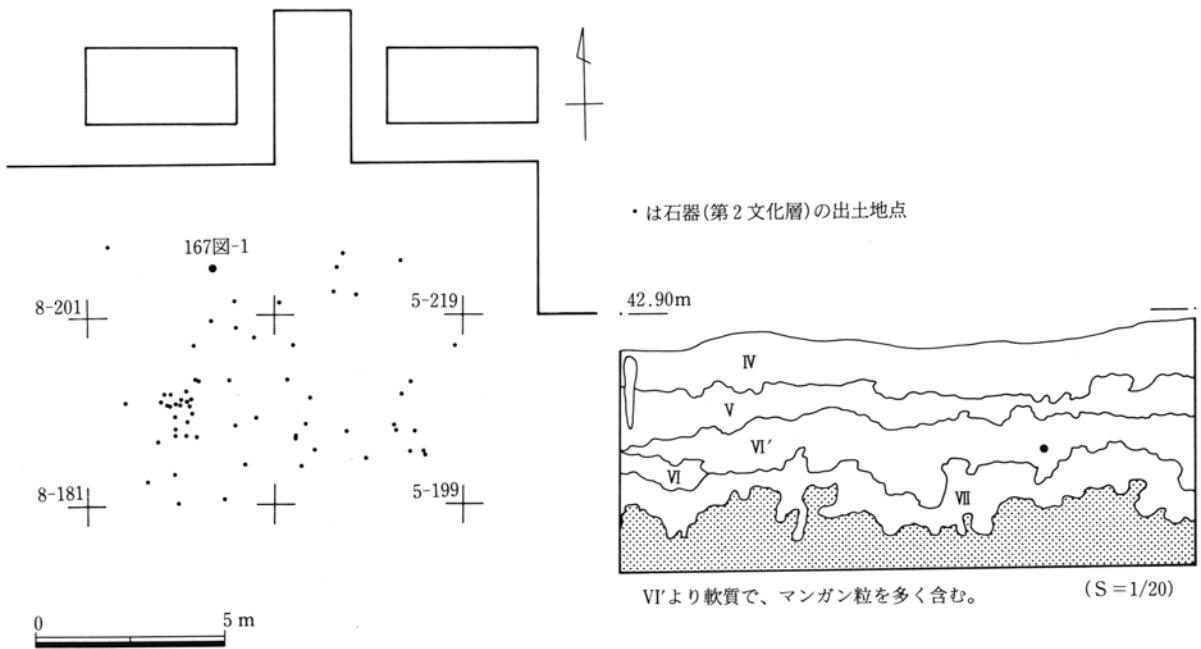 167図-1
8-201
5-219
8-181
5-199
0 5 m
・は石器(第2文化層)の出土地点
42.90m
Ⅳ
Ⅴ
Ⅵ′
Ⅵ
Ⅶ
Ⅵ′より軟質で、マンガン粒を多く含む。
(S=1/20)